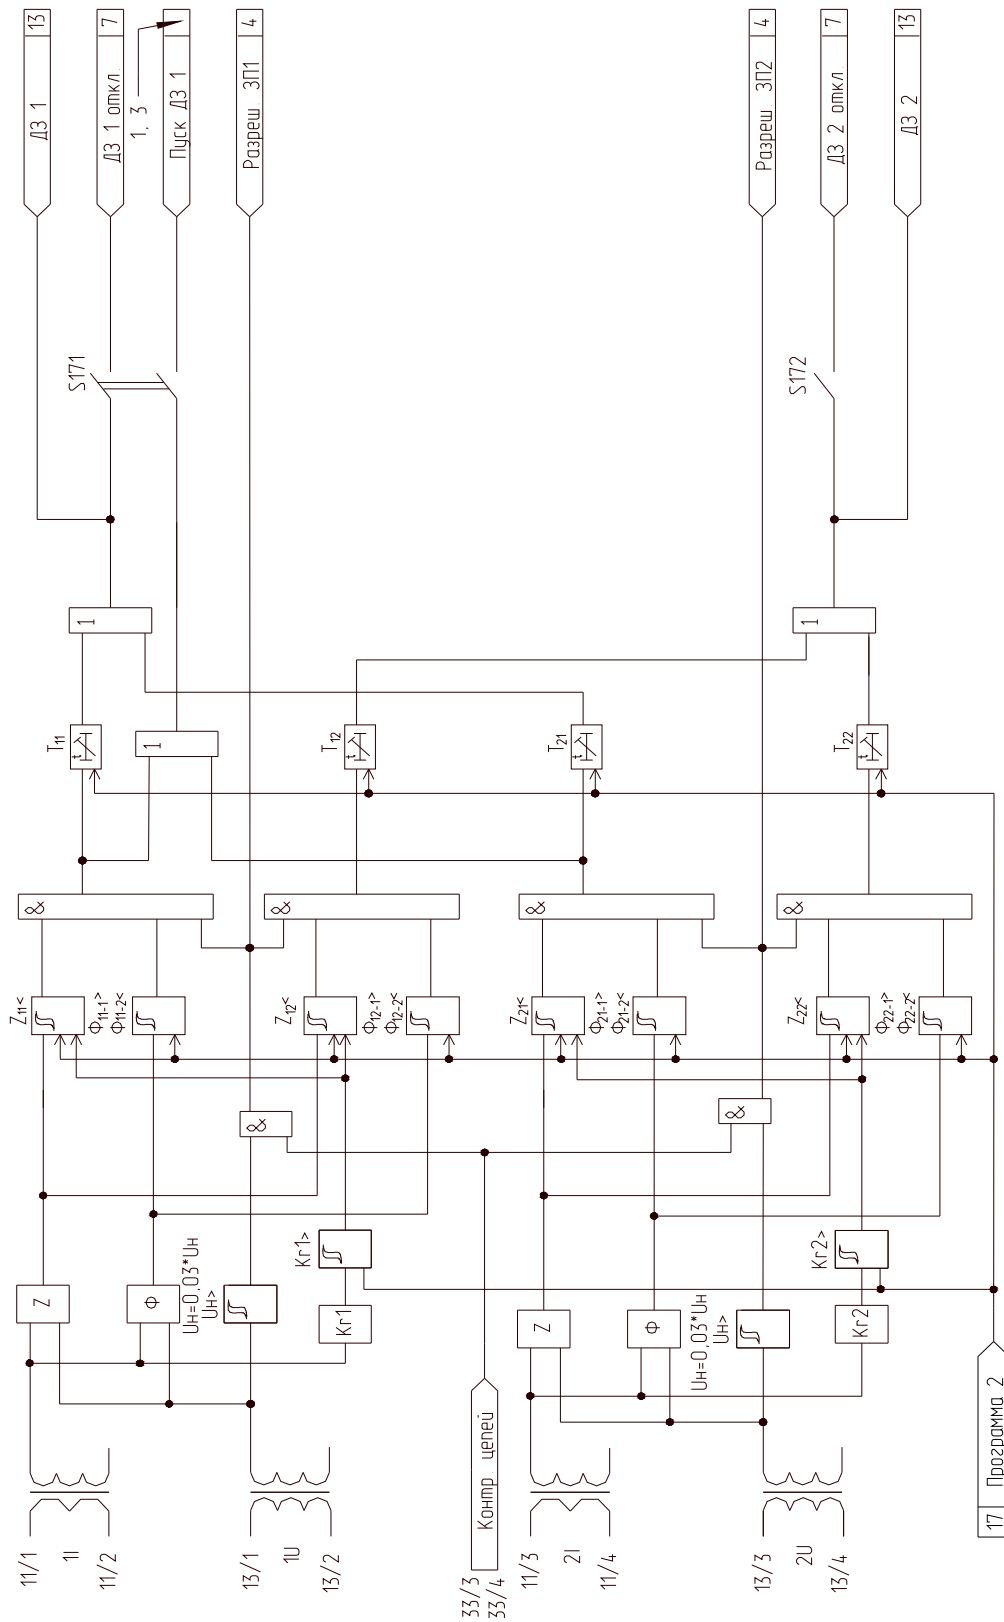 13
ДЗ 1
7
ДЗ 1 откл.
1, 3
Пуск ДЗ 1
4
Разреш. ЗП1
4
Разреш. ЗП2
7
ДЗ 2 откл.
13
ДЗ 2
S171
S172
1
1
1
T11
t
T12
t
T21
t
T22
t
&
&
&
&
Z11<
Ф11-1>
Ф11-2<
Z12<
Ф12-1>
Ф12-2<
Z21<
Ф21-1>
Ф21-2<
Z22<
Ф22-1>
Ф22-2<
&
&
Kг1>
Kг2>
Z
Ф
Uн=0,03*Uн
Uн>
Kг1
Z
Ф
Uн=0,03*Uн
Uн>
Kг2
Контр. цепей
17 Программа 2
11/1
1I
11/2
13/1
1U
13/2
33/3
33/4
11/3
2I
11/4
13/3
2U
13/4